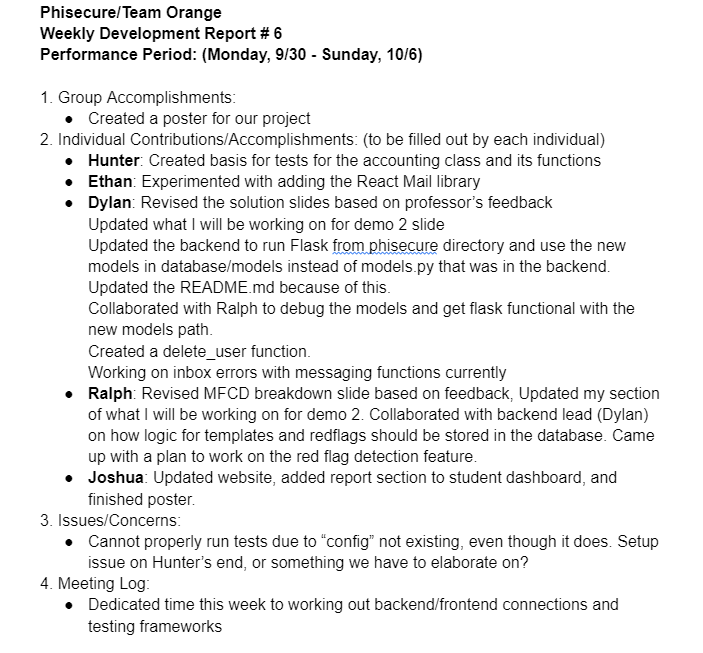 Phisecure/Team Orange
Weekly Development Report # 6
Performance Period: (Monday, 9/30 - Sunday, 10/6)
1. Group Accomplishments:
● Created a poster for our project
2. Individual Contributions/Accomplishments: (to be filled out by each individual)
● Hunter: Created basis for tests for the accounting class and its functions
● Ethan: Experimented with adding the React Mail library
● Dylan: Revised the solution slides based on professor's feedback
Updated what I will be working on for demo 2 slide
Updated the backend to run Flask from phisecure directory and use the new
models in database/models instead of models.py that was in the backend.
Updated the README.md because of this.
Collaborated with Ralph to debug the models and get flask functional with the
new models path.
Created a delete_user function.
Working on inbox errors with messaging functions currently
● Ralph: Revised MFCD breakdown slide based on feedback, Updated my section
of what I will be working on for demo 2. Collaborated with backend lead (Dylan)
on how logic for templates and redflags should be stored in the database. Came
up with a plan to work on the red flag detection feature.
● Joshua: Updated website, added report section to student dashboard, and
finished poster.
3. Issues/Concerns:
● Cannot properly run tests due to “config” not existing, even though it does. Setup
issue on Hunter's end, or something we have to elaborate on?
4. Meeting Log:
● Dedicated time this week to working out backend/frontend connections and
testing frameworks